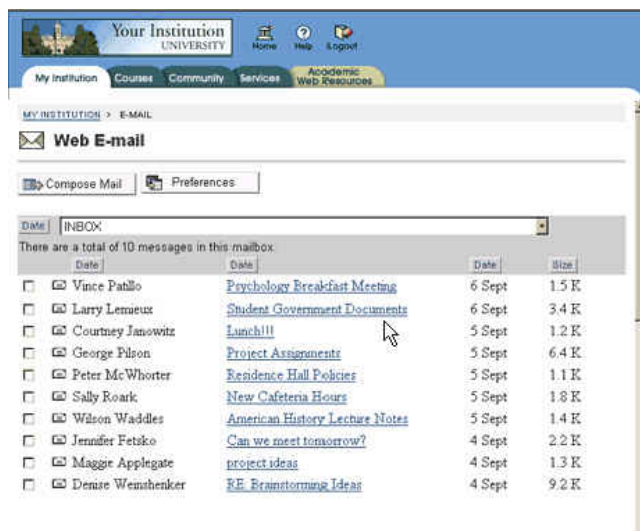 Your Institution
UNIVERSITY
Home Help Logout
My Institution Courses Community Services Academic Web Resources
MY INSTITUTION > E-MAIL
Web E-mail
Compose Mail Preferences
Date INBOX
There are a total of 10 messages in this mailbox.
Date Date Date Size
Vince Patillo Psychology Breakfast Meeting 6 Sept 1.5 K
Larry Lemieux Student Government Documents 6 Sept 3.4 K
Courtney Janowitz Lunch!!! 5 Sept 1.2 K
George Pilson Project Assignments 5 Sept 6.4 K
Peter McWhorter Residence Hall Policies 5 Sept 1.1 K
Sally Roark New Cafeteria Hours 5 Sept 1.8 K
Wilson Waddles American History Lecture Notes 5 Sept 1.4 K
Jennifer Fetsko Can we meet tomorrow? 4 Sept 2.2 K
Maggie Applegate project ideas 4 Sept 1.3 K
Denise Weinshenker RE: Brainstorming Ideas 4 Sept 9.2 K